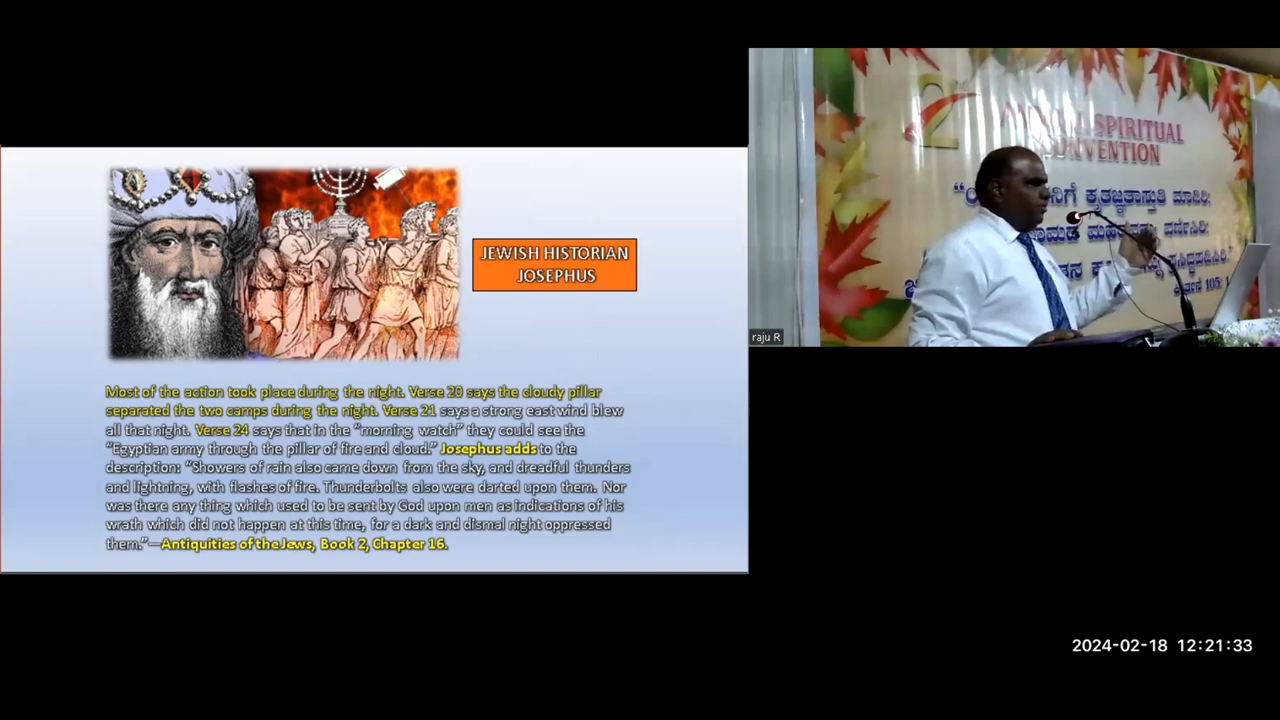 JEWISH HISTORIAN
JOSEPHUS
Most of the action took place during the night. Verse 20 says the cloudy pillar
separated the two camps during the night. Verse 21 says a strong east wind blew
all that night. Verse 24 says that in the “morning watch” they could see the
“Egyptian army through the pillar of fire and cloud.” Josephus adds to the
description: “Showers of rain also came down from the sky, and dreadful thunders
and lightning, with flashes of fire. Thunderbolts also were darted upon them. Nor
was there any thing which used to be sent by God upon men as indications of his
wrath which did not happen at this time, for a dark and dismal night oppressed
them.”—Antiquities of the Jews, Book 2, Chapter 16.
2
SPIRITUAL
CONVENTION
ಕೃತಜ್ಞತಾಸ್ತುತಿ ಮಾಡಿರಿ;
raju R
2024-02-18 12:21:33